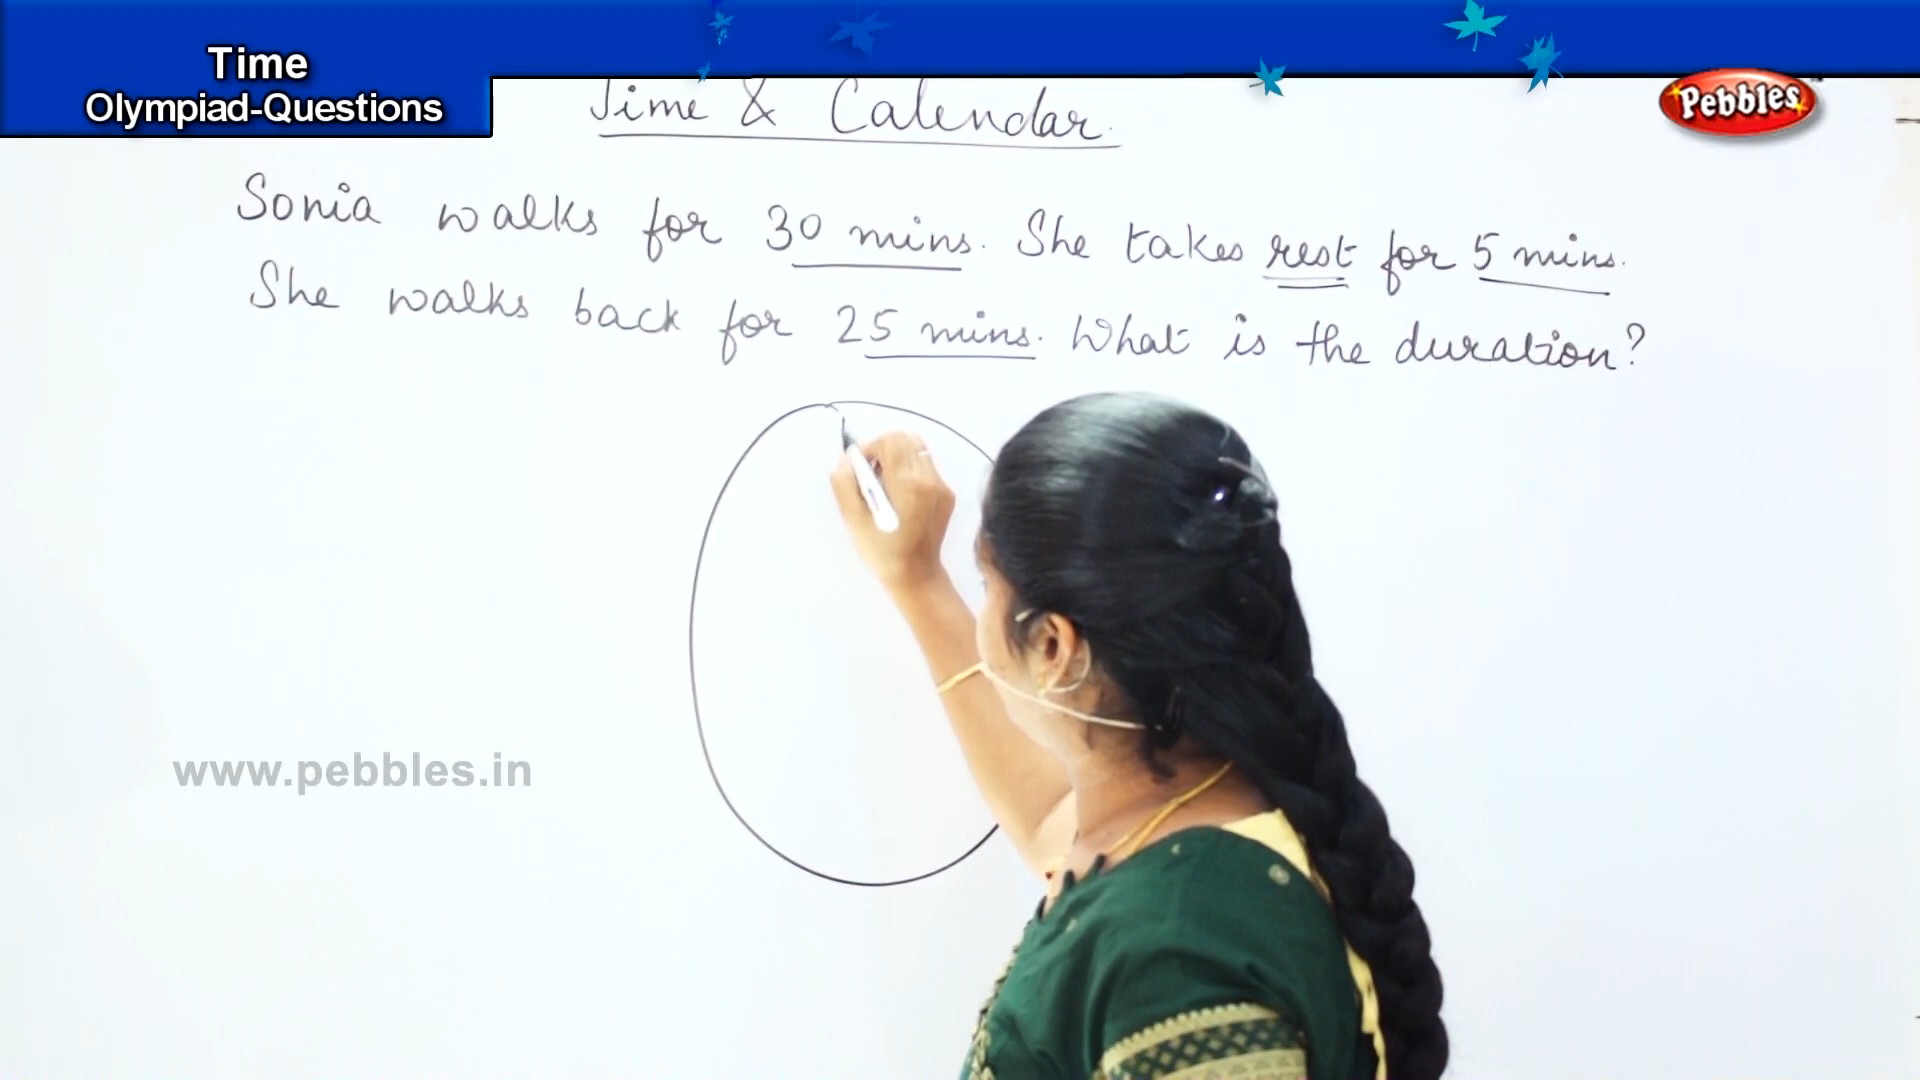 Time
Olympiad-Questions
Time & Calendar.
Pebbles
Sonia walks for 30 mins. She takes rest for 5 mins.
She walks back for 25 mins. What is the duration?
www.pebbles.in